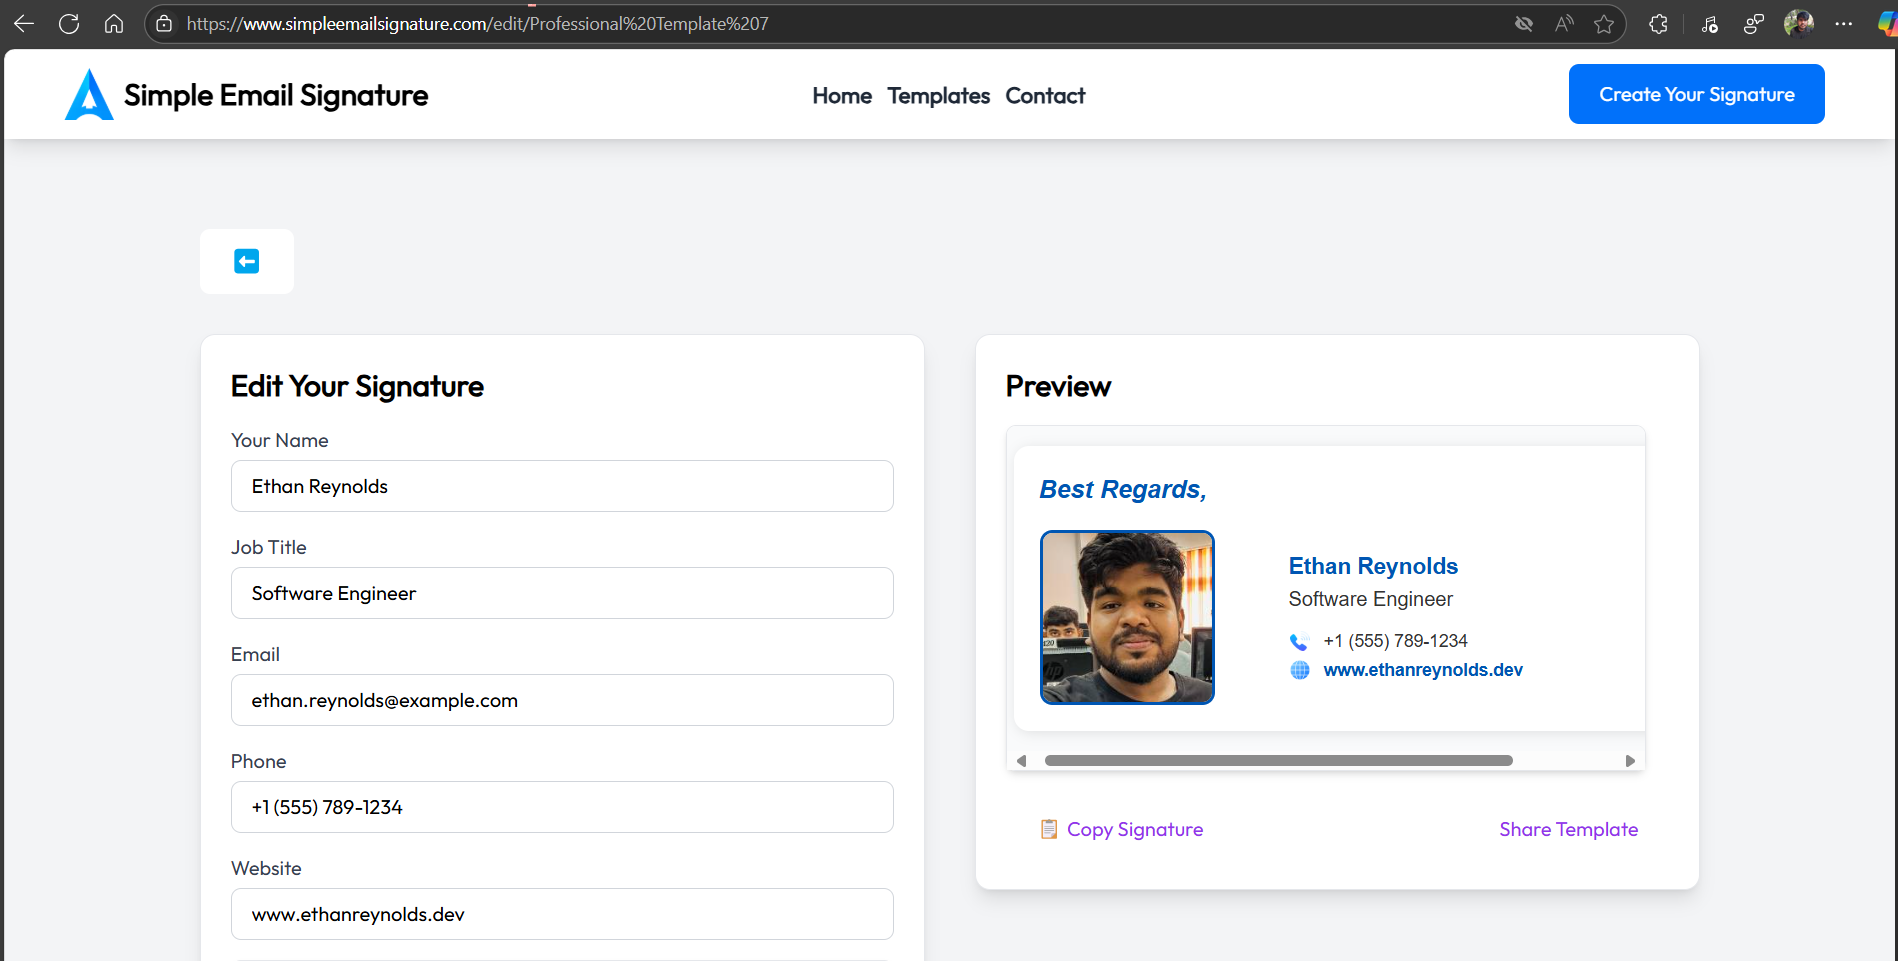 https://www.simpleemailsignature.com/edit/Professional%20Template%207
Simple Email Signature
Home Templates Contact
Create Your Signature
Edit Your Signature
Your Name
Ethan Reynolds
Job Title
Software Engineer
Email
ethan.reynolds@example.com
Phone
+1 (555) 789-1234
Website
www.ethanreynolds.dev
Preview
Best Regards,
Ethan Reynolds
Software Engineer
+1 (555) 789-1234
www.ethanreynolds.dev
Copy Signature
Share Template